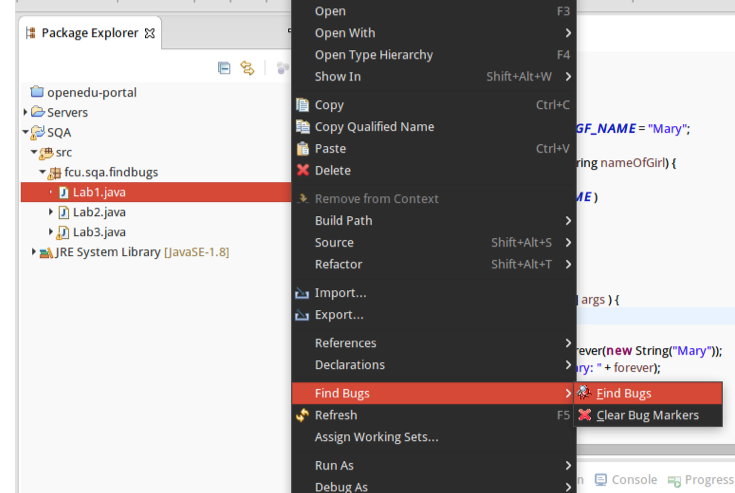 Package Explorer
openedu-portal
Servers
SQA
src
fcu.sqa.findbugs
Lab1.java
Lab2.java
Lab3.java
JRE System Library [JavaSE-1.8]
Open F3
Open With
Open Type Hierarchy F4
Show In Shift+Alt+W
Copy Ctrl+C
Copy Qualified Name
Paste Ctrl+V
Delete
Remove from Context
Build Path
Source Shift+Alt+S
Refactor Shift+Alt+T
Import...
Export...
References
Declarations
Find Bugs
Refresh F5
Assign Working Sets...
Run As
Debug As
Find Bugs
Clear Bug Markers
GF_NAME = "Mary";
ring nameOfGirl) {
ME )
args ) {
rever(new String("Mary"));
ry: " + forever);
n Console Progress